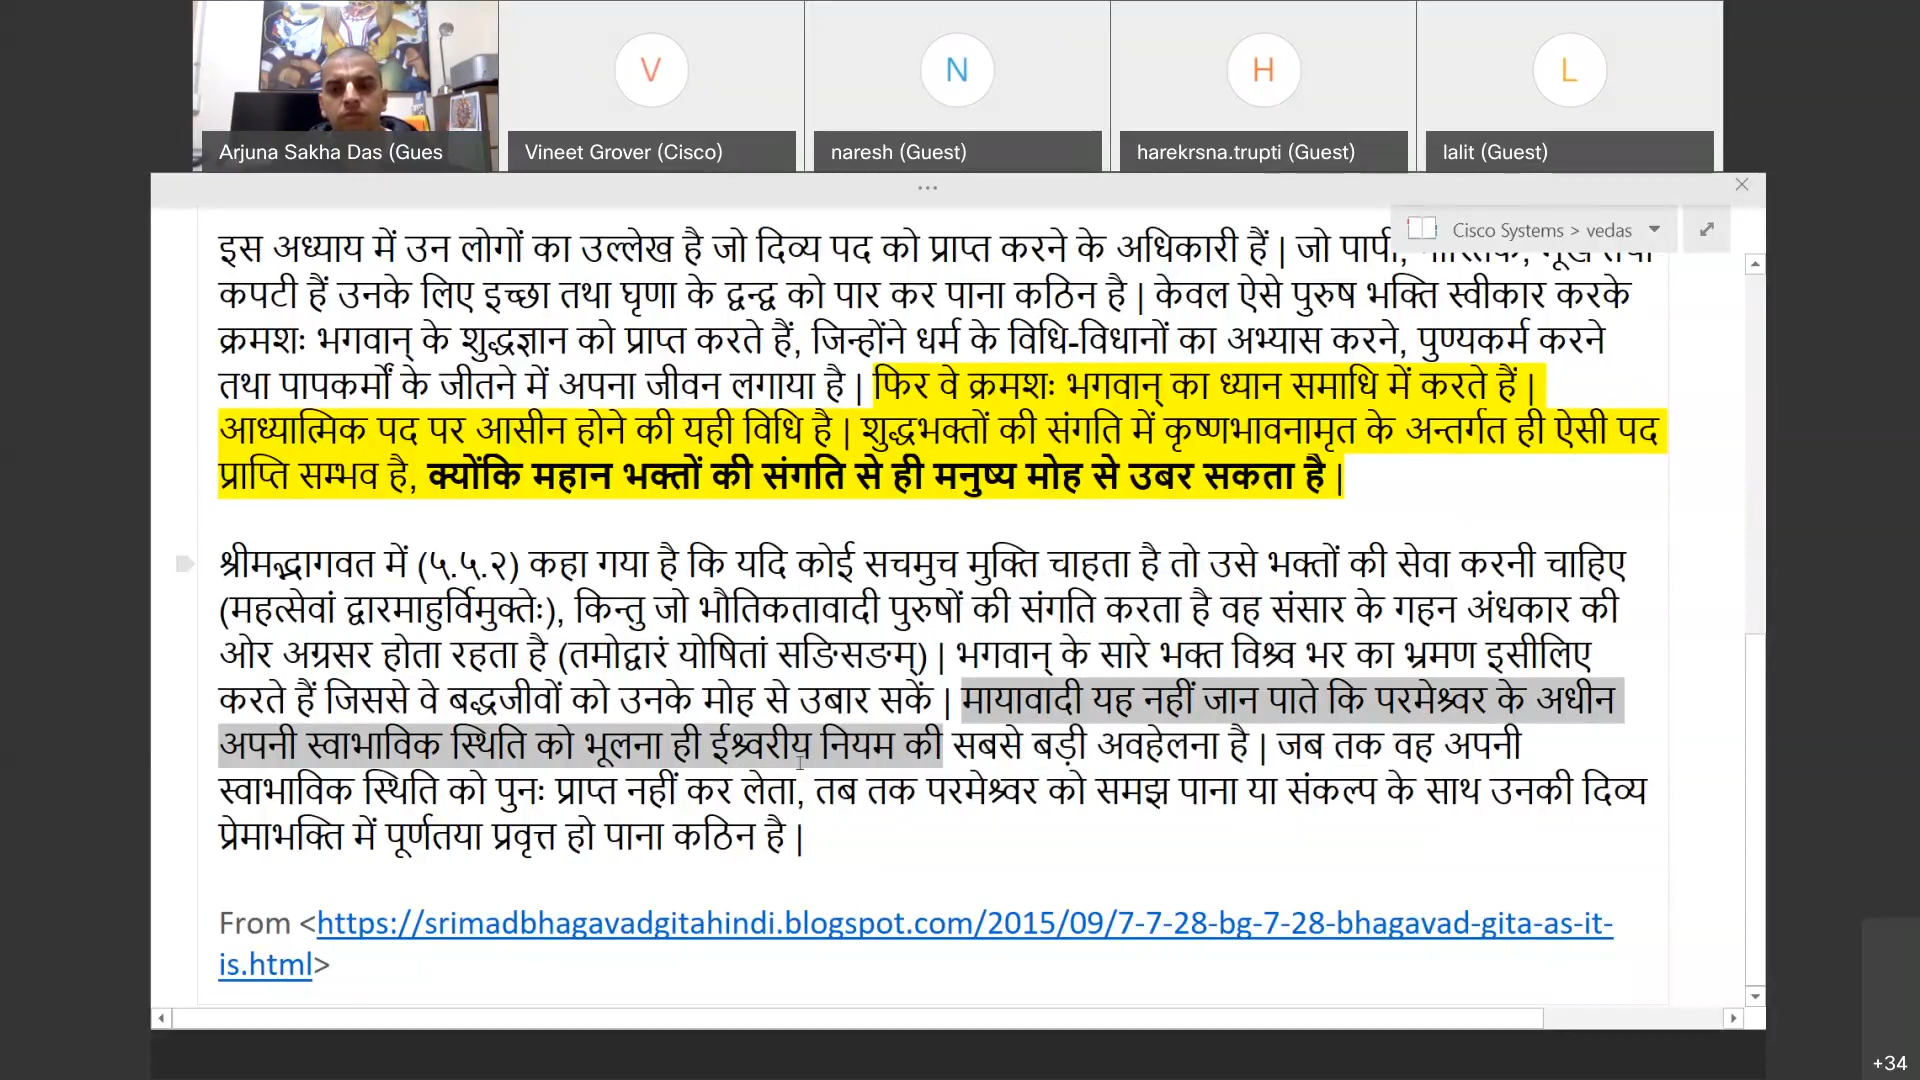 Arjuna Sakha Das (Gues
V
Vineet Grover (Cisco)
N
naresh (Guest)
H
harekrsna.trupti (Guest)
L
lalit (Guest)
Cisco Systems > vedas
इस अध्याय में उन लोगों का उल्लेख है जो दिव्य पद को प्राप्त करने के अधिकारी हैं | जो पापी,
कपटी हैं उनके लिए इच्छा तथा घृणा के द्वन्द्व को पार कर पाना कठिन है | केवल ऐसे पुरुष भक्ति स्वीकार करके
क्रमशः भगवान् के शुद्धज्ञान को प्राप्त करते हैं, जिन्होंने धर्म के विधि-विधानों का अभ्यास करने, पुण्यकर्म करने
तथा पापकर्मों के जीतने में अपना जीवन लगाया है | फिर वे क्रमशः भगवान् का ध्यान समाधि में करते हैं |
आध्यात्मिक पद पर आसीन होने की यही विधि है | शुद्धभक्तों की संगति में कृष्णभावनामृत के अन्तर्गत ही ऐसी पद
प्राप्ति सम्भव है, क्योंकि महान भक्तों की संगति से ही मनुष्य मोह से उबर सकता है |
श्रीमद्भागवत में (५.५.२) कहा गया है कि यदि कोई सचमुच मुक्ति चाहता है तो उसे भक्तों की सेवा करनी चाहिए
(महत्सेवां द्वारमाहुर्विमुक्तेः), किन्तु जो भौतिकतावादी पुरुषों की संगति करता है वह संसार के गहन अंधकार की
ओर अग्रसर होता रहता है (तमोद्वारं योषितां सङिसङम्) | भगवान् के सारे भक्त विश्र्व भर का भ्रमण इसीलिए
करते हैं जिससे वे बद्धजीवों को उनके मोह से उबार सकें | मायावादी यह नहीं जान पाते कि परमेश्र्वर के अधीन
अपनी स्वाभाविक स्थिति को भूलना ही ईश्र्वरीय नियम की सबसे बड़ी अवहेलना है | जब तक वह अपनी
स्वाभाविक स्थिति को पुनः प्राप्त नहीं कर लेता, तब तक परमेश्र्वर को समझ पाना या संकल्प के साथ उनकी दिव्य
प्रेमाभक्ति में पूर्णतया प्रवृत्त हो पाना कठिन है |
From <https://srimadbhagavadgitahindi.blogspot.com/2015/09/7-7-28-bg-7-28-bhagavad-gita-as-it-
is.html>
+34